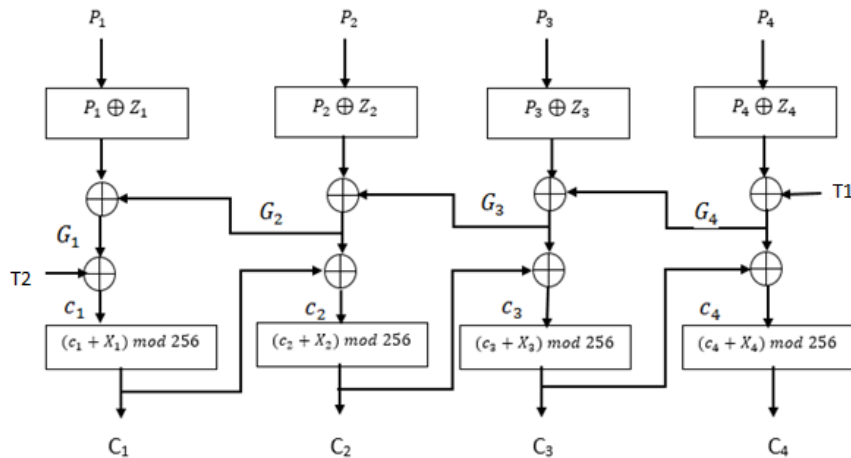 P₁ P₂ P₃ P₄
P₁ ⊕ Z₁ P₂ ⊕ Z₂ P₃ ⊕ Z₃ P₄ ⊕ Z₄
T1
G₂ G₃ G₄
G₁
T2
c₁ c₂ c₃ c₄
(c₁ + X₁) mod 256 (c₂ + X₂) mod 256 (c₃ + X₃) mod 256 (c₄ + X₄) mod 256
C₁ C₂ C₃ C₄